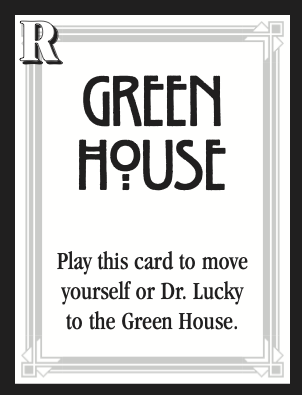 R
GREEN
HOUSE
Play this card to move
yourself or Dr. Lucky
to the Green House.